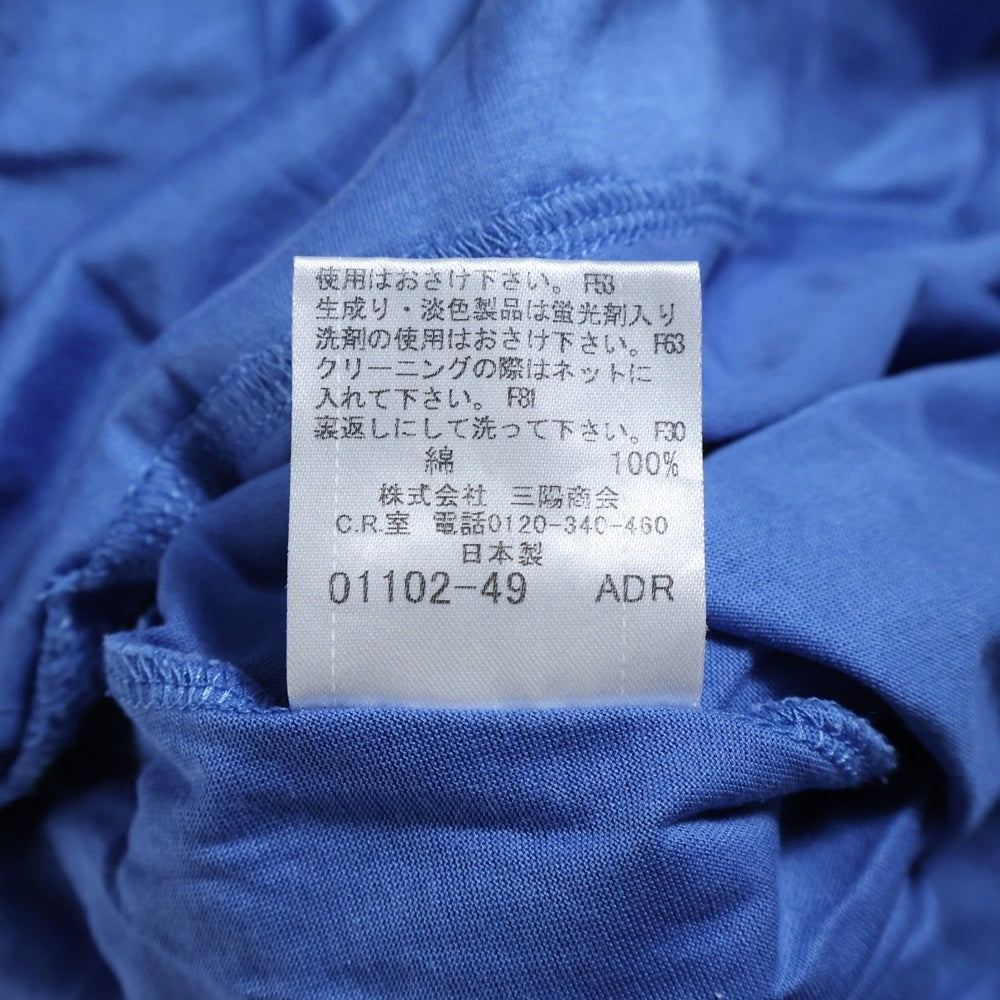 使用はおさけ下さい。 F53
生成り・淡色製品は蛍光剤入り
洗剤の使用はおさけ下さい。F63
クリーニングの際はネットに
入れて下さい。 F81
裏返しにして洗って下さい。F30
綿 100%
株式会社 三陽商会
C.R.室 電話0120-340-460
日本製
01102-49 ADR